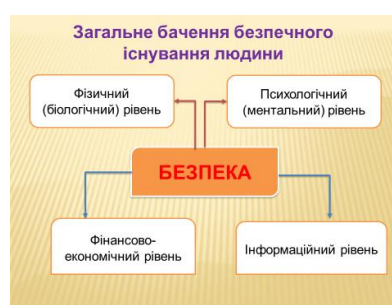 Загальне бачення безпечного
існування людини
Фізичний
(біологічний) рівень
Психологічний
(ментальний) рівень
БЕЗПЕКА
Фінансово-
економічний рівень
Інформаційний рівень